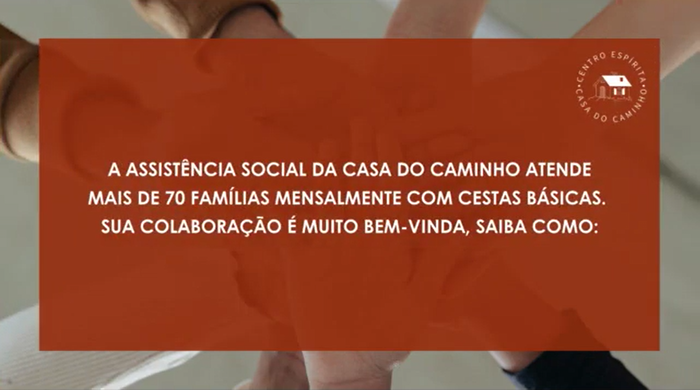 CENTRO ESPÍRITA
CASA DO CAMINHO
A ASSISTÊNCIA SOCIAL DA CASA DO CAMINHO ATENDE
MAIS DE 70 FAMÍLIAS MENSALMENTE COM CESTAS BÁSICAS.
SUA COLABORAÇÃO É MUITO BEM-VINDA, SAIBA COMO: